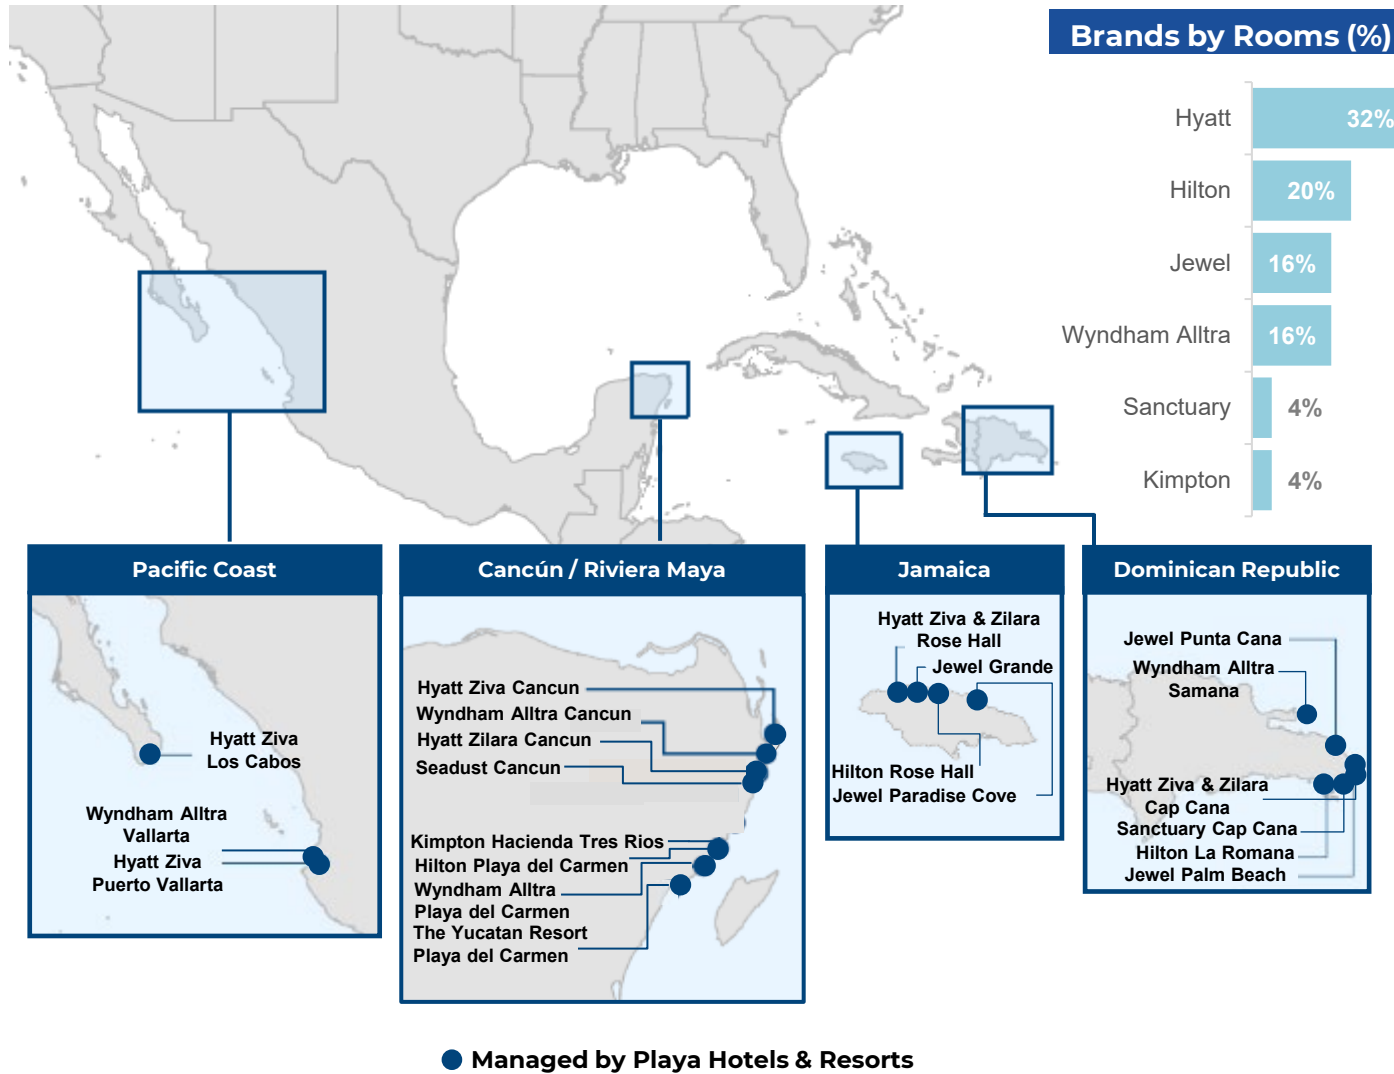 Brands by Rooms (%)
Hyatt
32%
Hilton
20%
Jewel
16%
Wyndham Alltra
16%
Sanctuary
4%
Kimpton
4%
Pacific Coast
Hyatt Ziva
Los Cabos
Wyndham Alltra
Vallarta
Hyatt Ziva
Puerto Vallarta
Cancún / Riviera Maya
Hyatt Ziva Cancun
Wyndham Alltra Cancun
Hyatt Zilara Cancun
Seadust Cancun
Kimpton Hacienda Tres Rios
Hilton Playa del Carmen
Wyndham Alltra
Playa del Carmen
The Yucatan Resort
Playa del Carmen
Jamaica
Hyatt Ziva & Zilara
Rose Hall
Jewel Grande
Hilton Rose Hall
Jewel Paradise Cove
Dominican Republic
Jewel Punta Cana
Wyndham Alltra
Samana
Hyatt Ziva & Zilara
Cap Cana
Sanctuary Cap Cana
Hilton La Romana
Jewel Palm Beach
Managed by Playa Hotels & Resorts